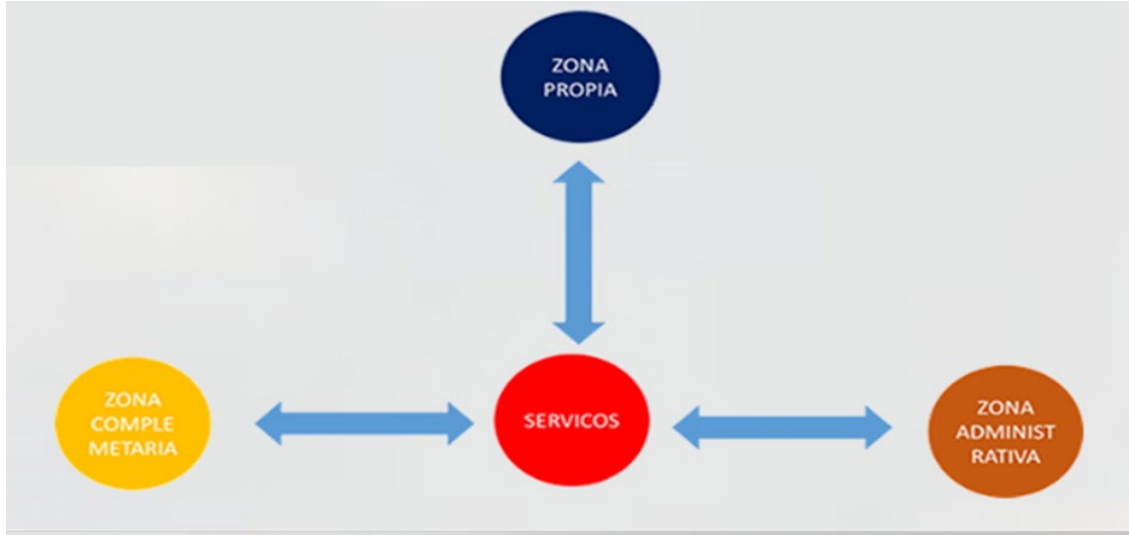 ZONA
PROPIA
ZONA
COMPLE
METARIA
SERVICOS
ZONA
ADMINIST
RATIVA